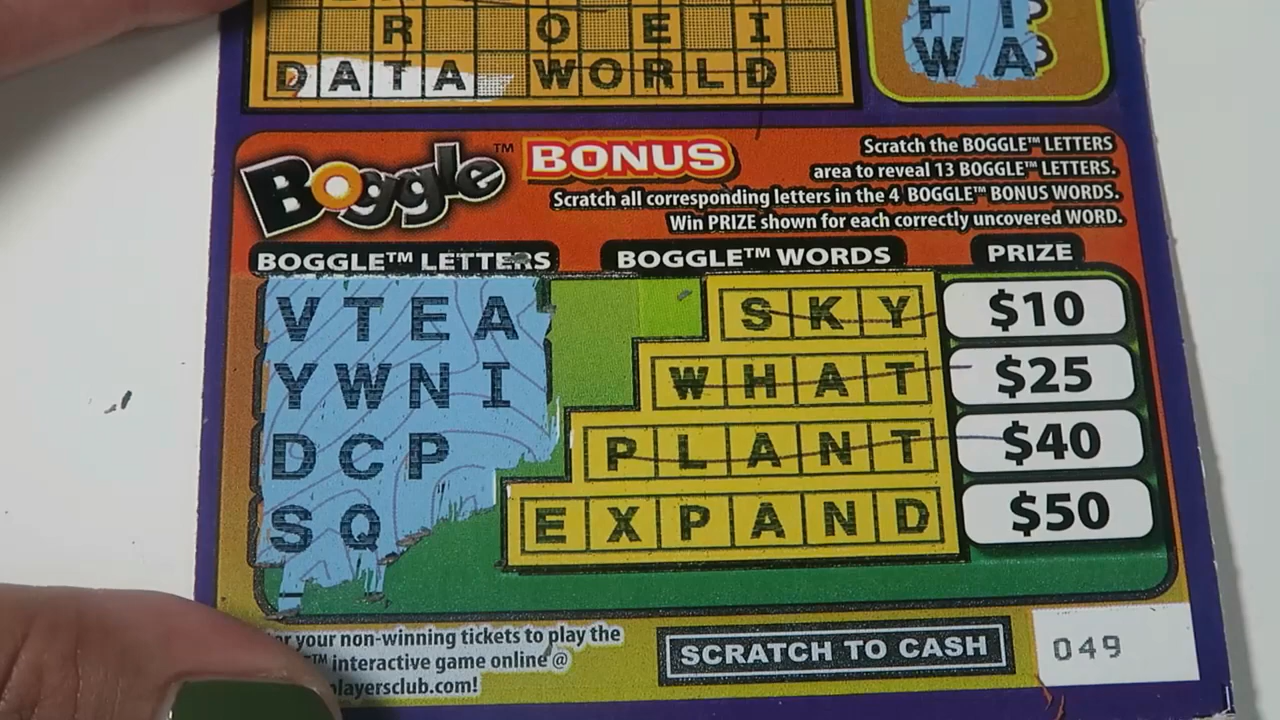 R O E I
DATA WORLD
F I
W A
Boggle™ BONUS
Scratch the BOGGLE™ LETTERS
area to reveal 13 BOGGLE™ LETTERS.
Scratch all corresponding letters in the 4 BOGGLE™ BONUS WORDS.
Win PRIZE shown for each correctly uncovered WORD.
BOGGLE™ LETTERS BOGGLE™ WORDS PRIZE
V T E A SKY $10
Y W N I WHAT $25
D C P PLANT $40
S Q EXPAND $50
your non-winning tickets to play the
™ interactive game online @
playersclub.com!
SCRATCH TO CASH
049